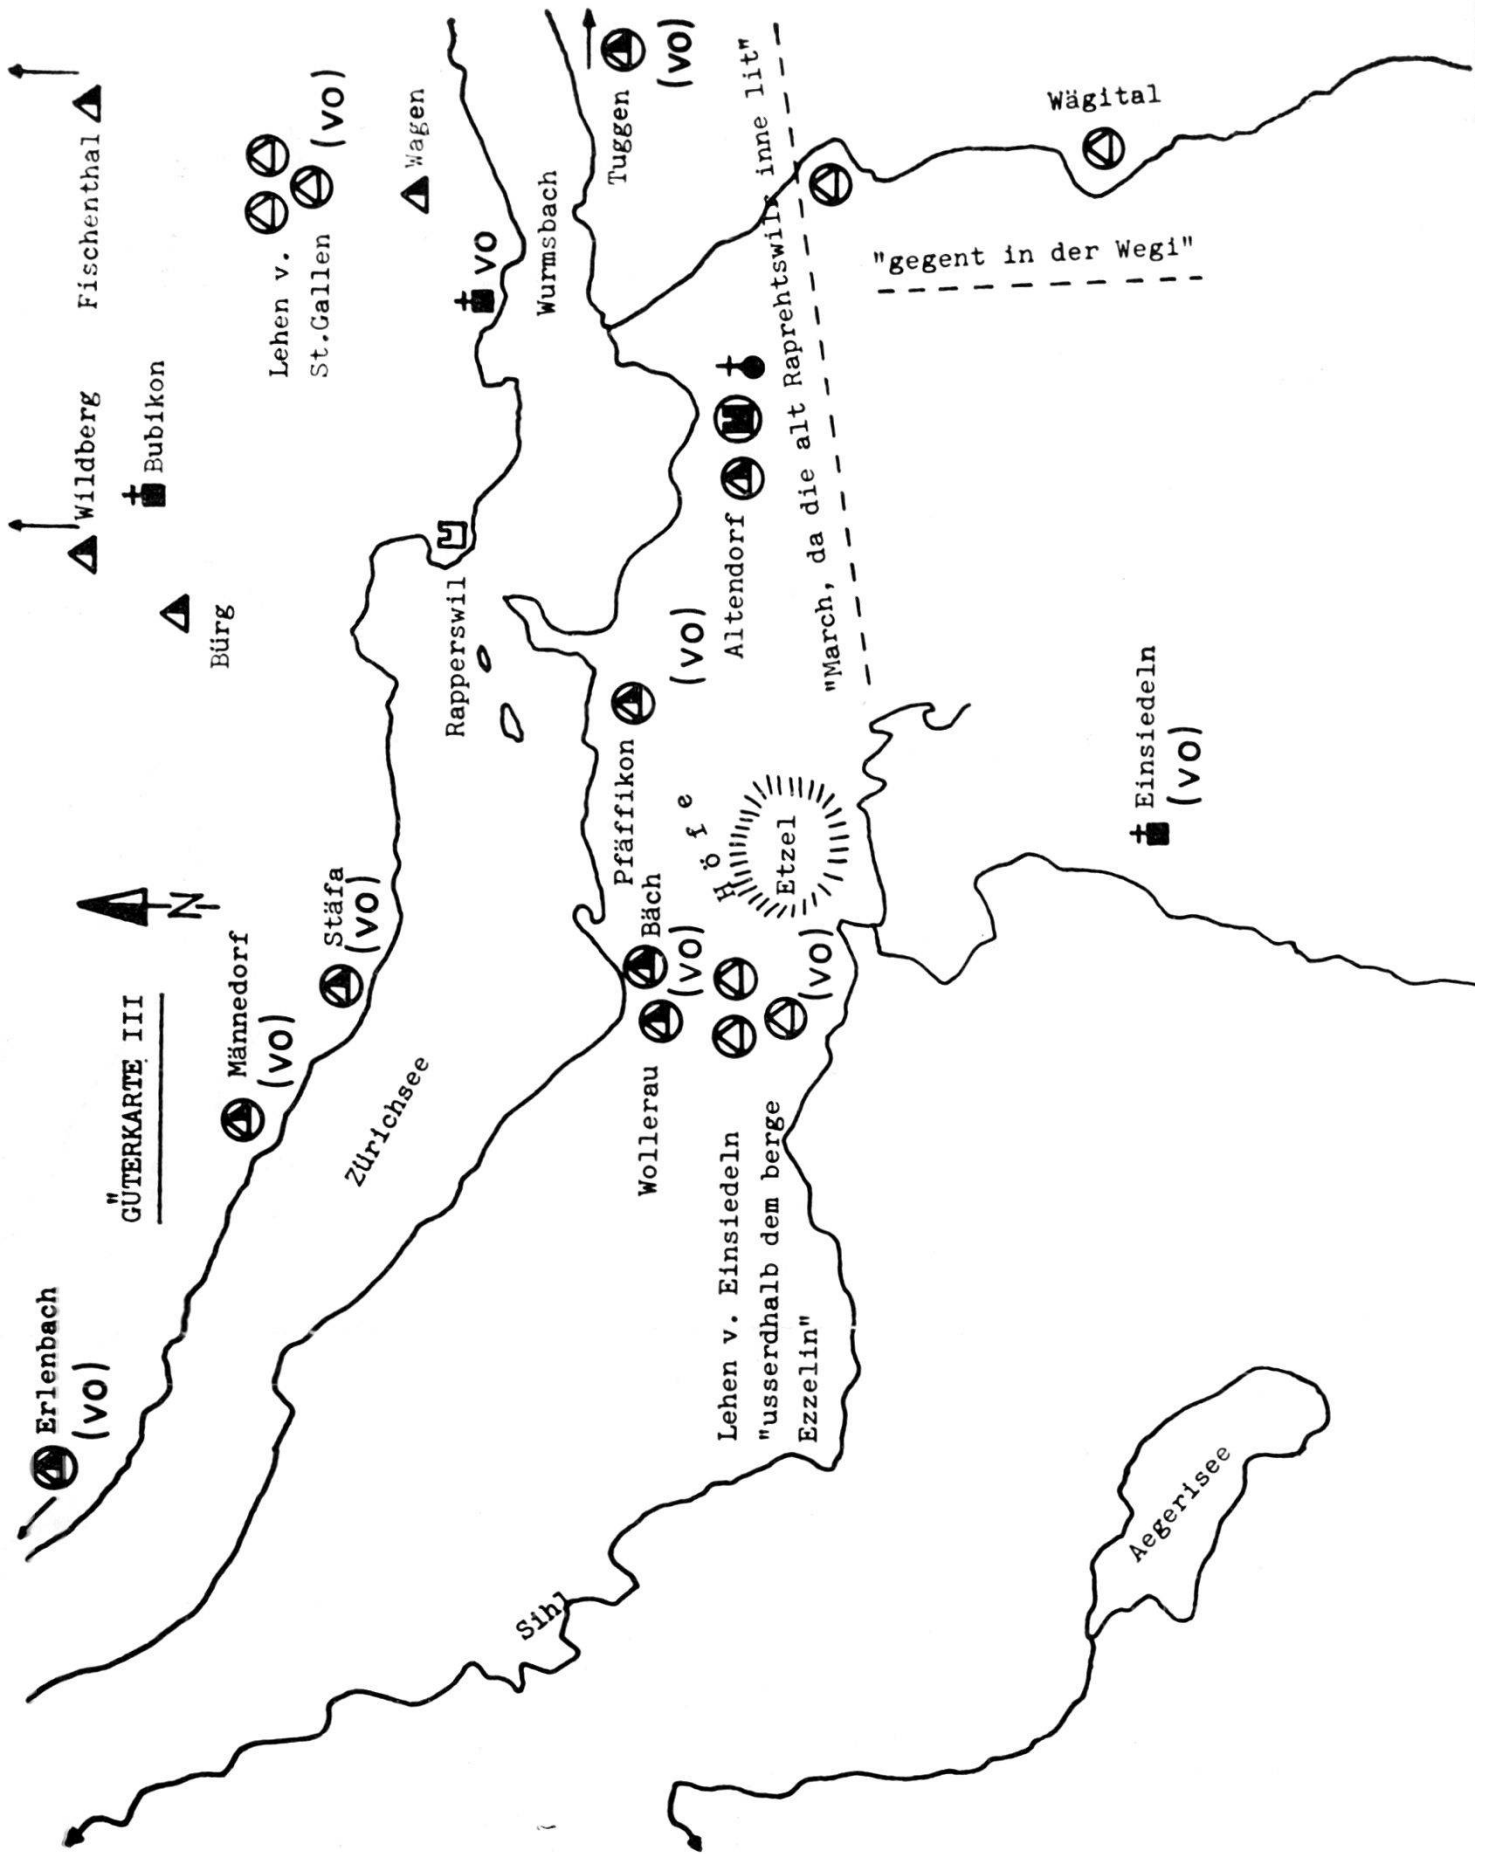 GÜTERKARTE III
N
Erlenbach
(VO)
Männedorf
(VO)
Stäfa
(VO)
Zürichsee
Wildberg
Fischenthal
Bubikon
Bürg
Lehen v.
St.Gallen
(VO)
Wagen
VO
Wurmsbach
Rapperswil
Tuggen
(VO)
Pfäffikon
(VO)
Bäch
(VO)
Wollerau
Höfe
Etzel
Altendorf
"March, da die alt Raprehtswilr inne lit"
Wägital
"gegent in der Wegi"
Lehen v. Einsiedeln
"usserdhalb dem berge
Ezzelin"
(VO)
Einsiedeln
(VO)
Sihl
Aegerisee